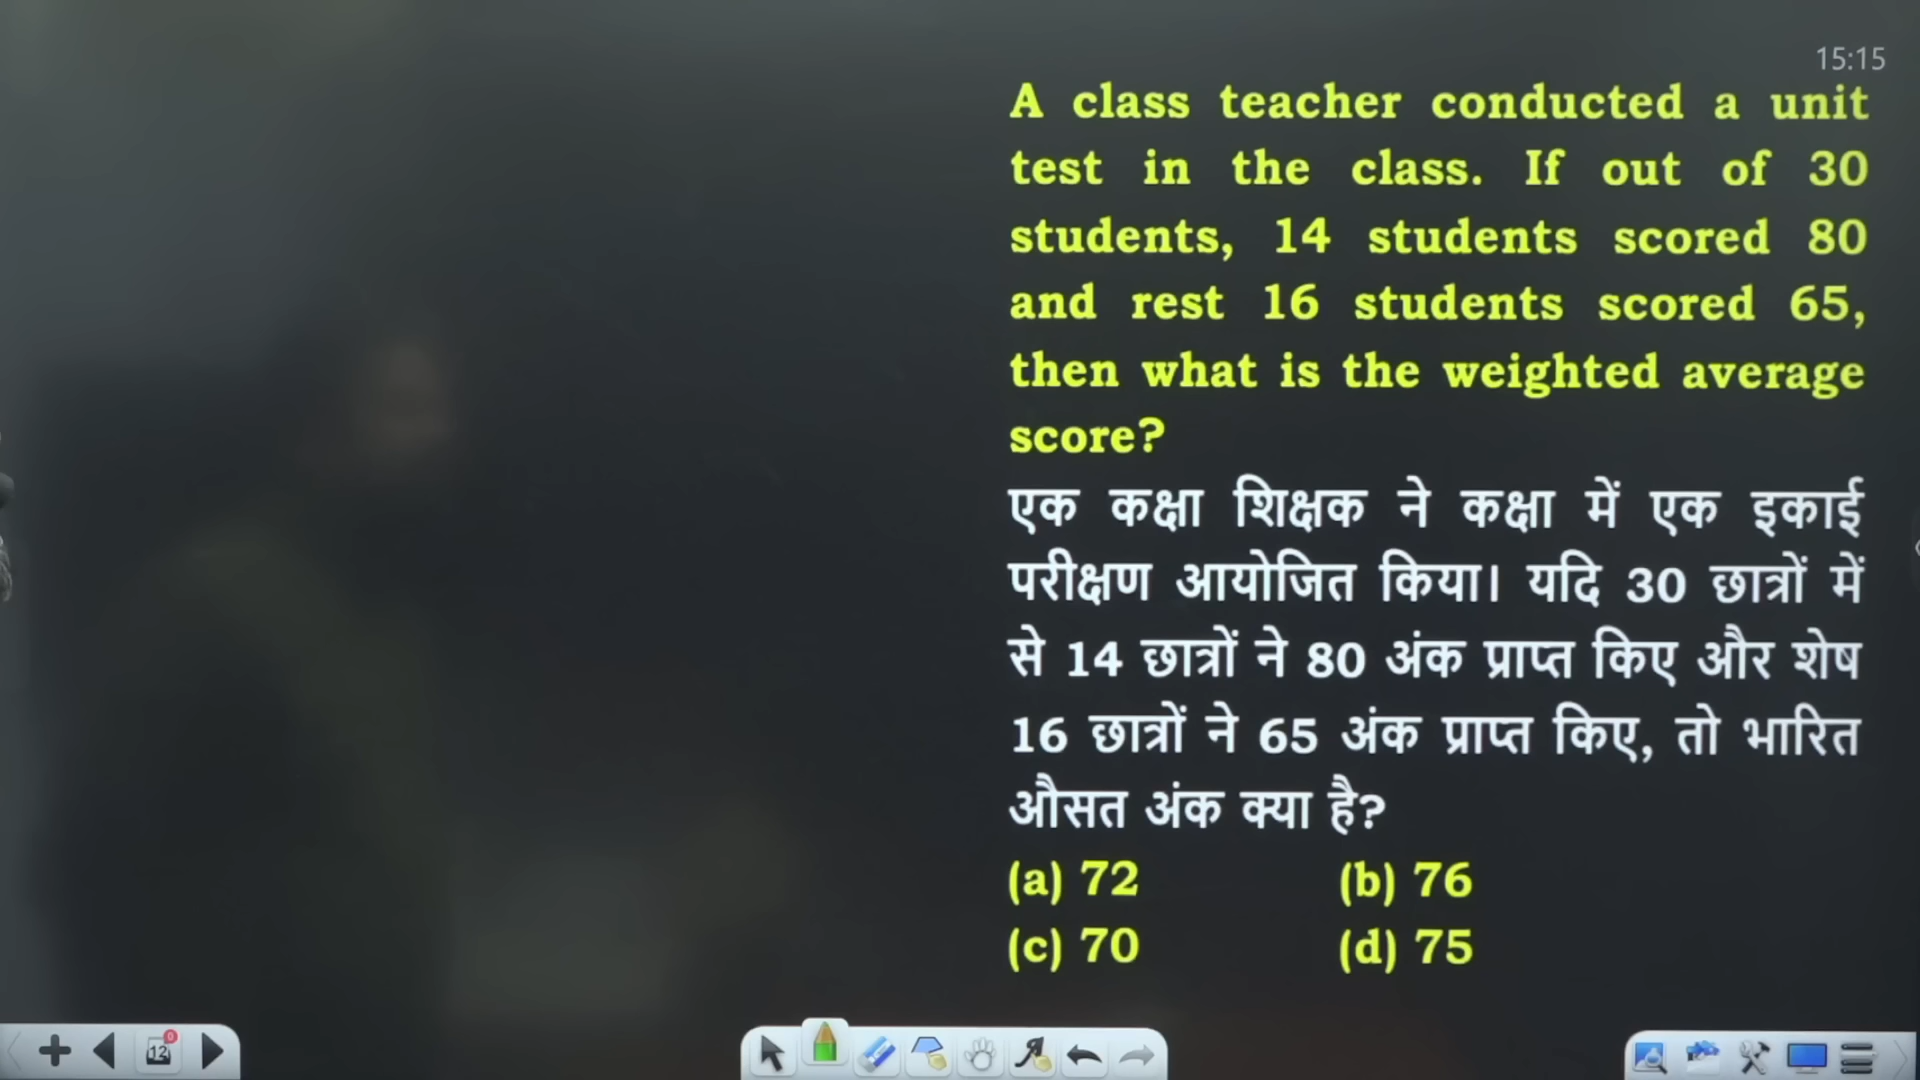 15:15
A class teacher conducted a unit
test in the class. If out of 30
students, 14 students scored 80
and rest 16 students scored 65,
then what is the weighted average
score?
एक कक्षा शिक्षक ने कक्षा में एक इकाई
परीक्षण आयोजित किया। यदि 30 छात्रों में
से 14 छात्रों ने 80 अंक प्राप्त किए और शेष
16 छात्रों ने 65 अंक प्राप्त किए, तो भारित
औसत अंक क्या है?
(a) 72 (b) 76
(c) 70 (d) 75
12
0